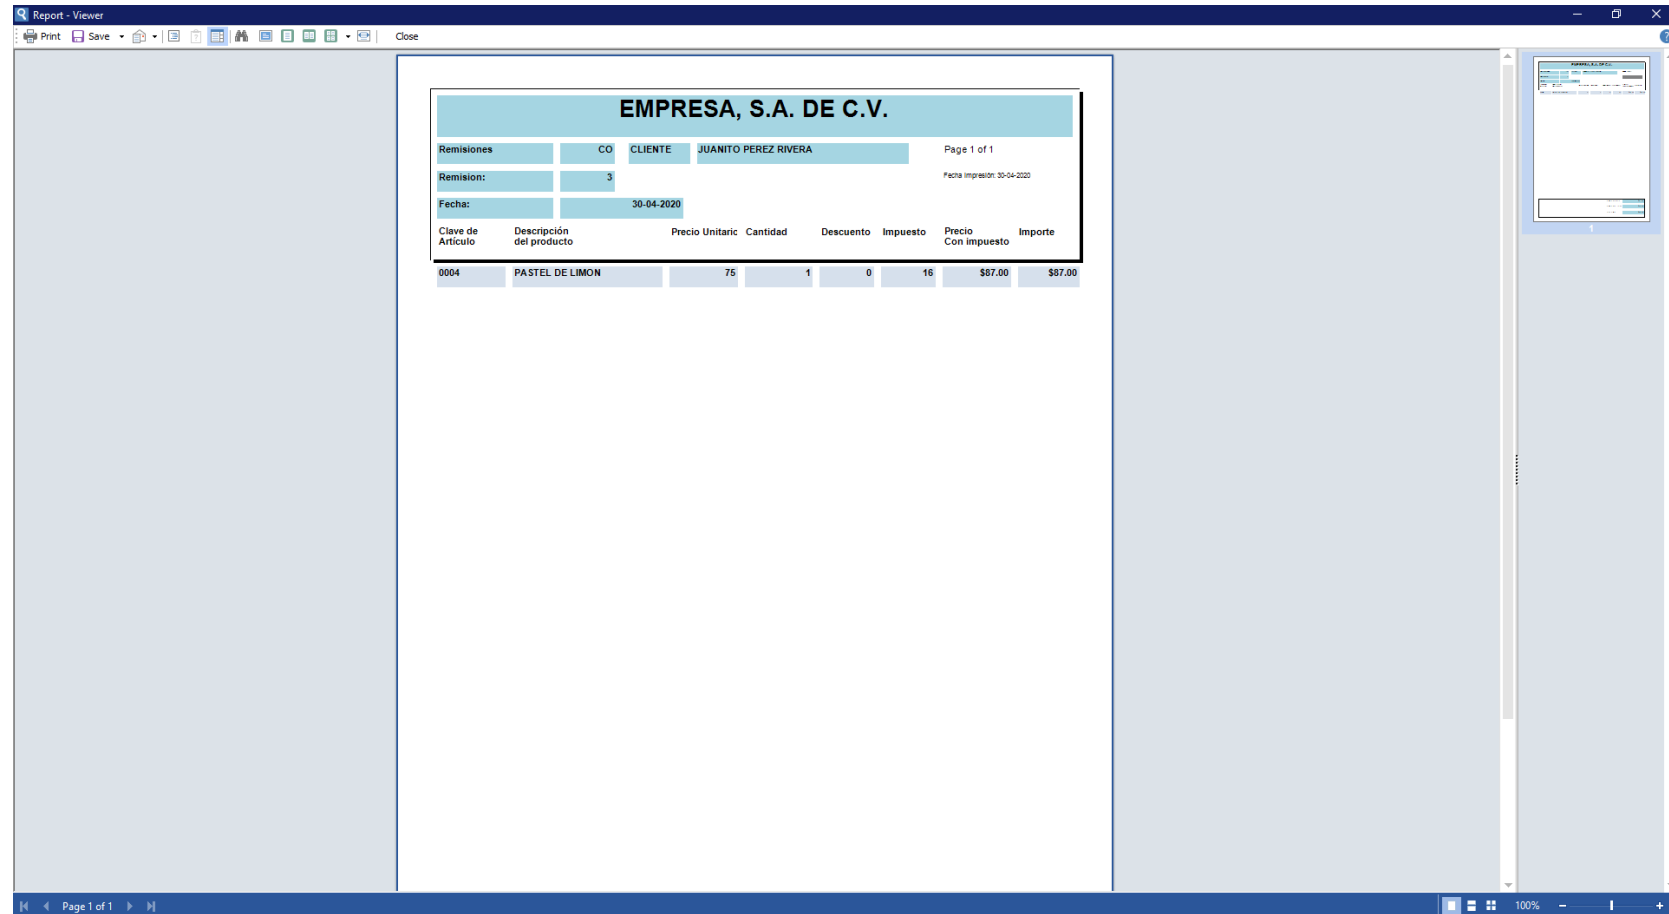 Report - Viewer
Print Save Close
EMPRESA, S.A. DE C.V.
Remisiones CO CLIENTE JUANITO PEREZ RIVERA Page 1 of 1
Remision: 3 Fecha Impresión: 30-04-2020
Fecha: 30-04-2020
Clave de Descripción Precio Unitaric Cantidad Descuento Impuesto Precio Importe
Artículo del producto Con impuesto
0004 PASTEL DE LIMON 75 1 0 16 $87.00 $87.00
1
Page 1 of 1 100%